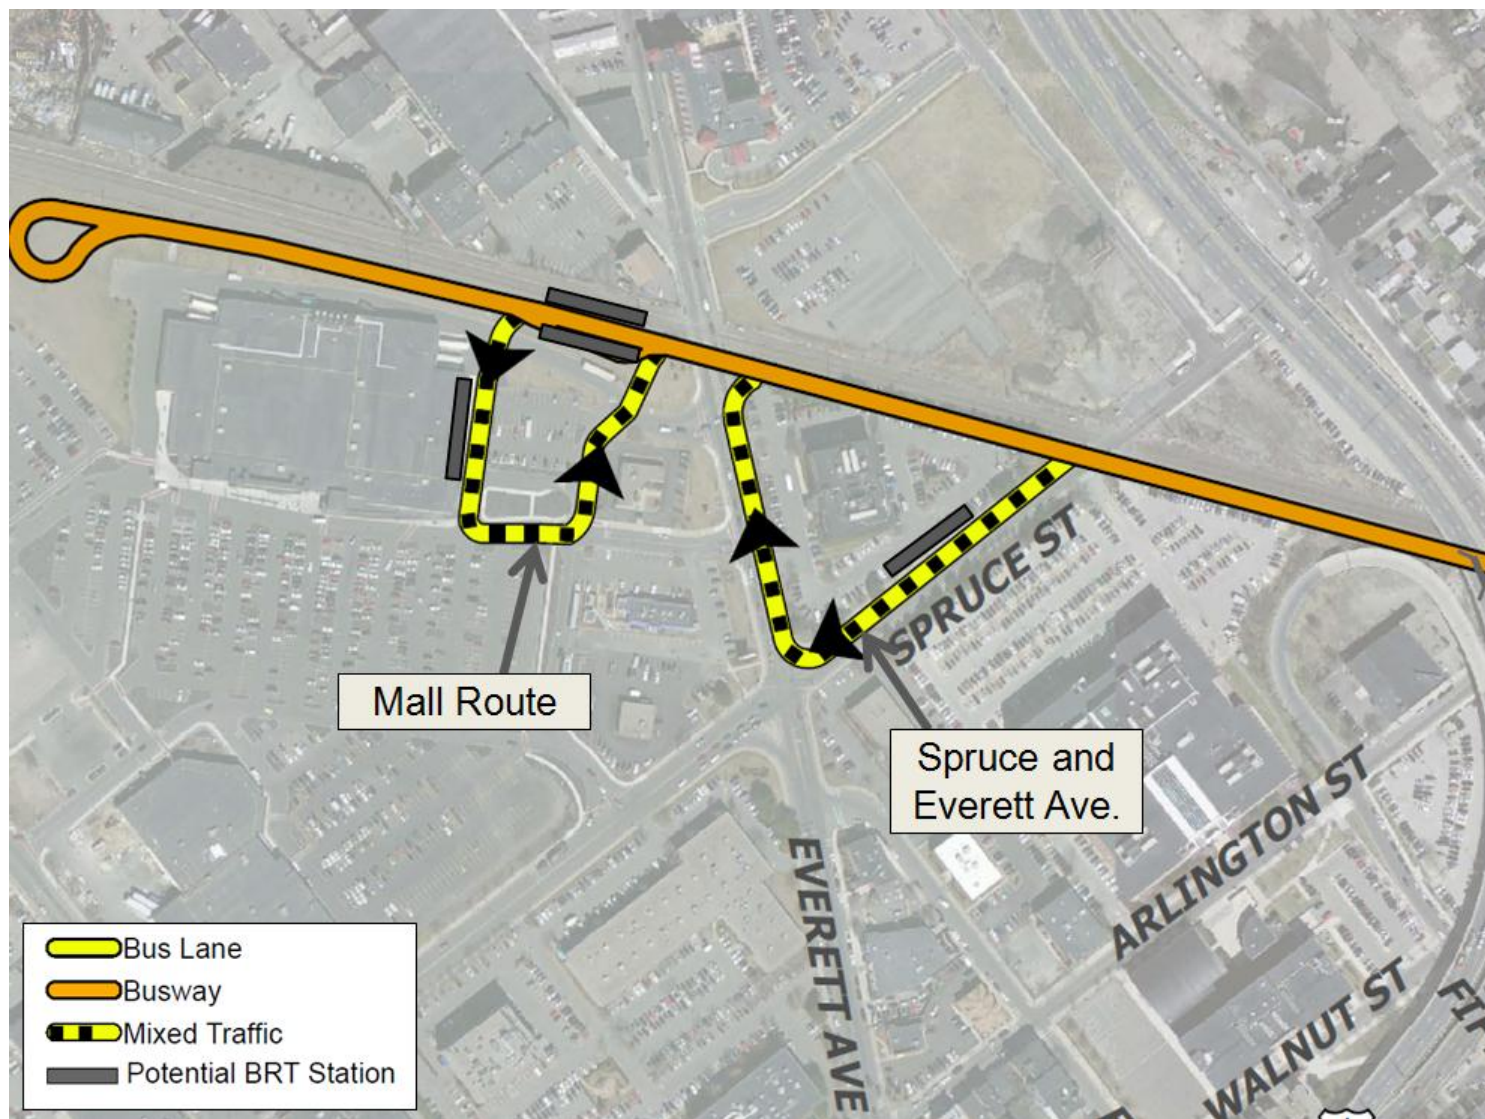 SPRUCE ST
Mall Route
Spruce and
Everett Ave.
ARLINGTON ST
EVERETT AVE
WALNUT ST
Bus Lane
Busway
Mixed Traffic
Potential BRT Station